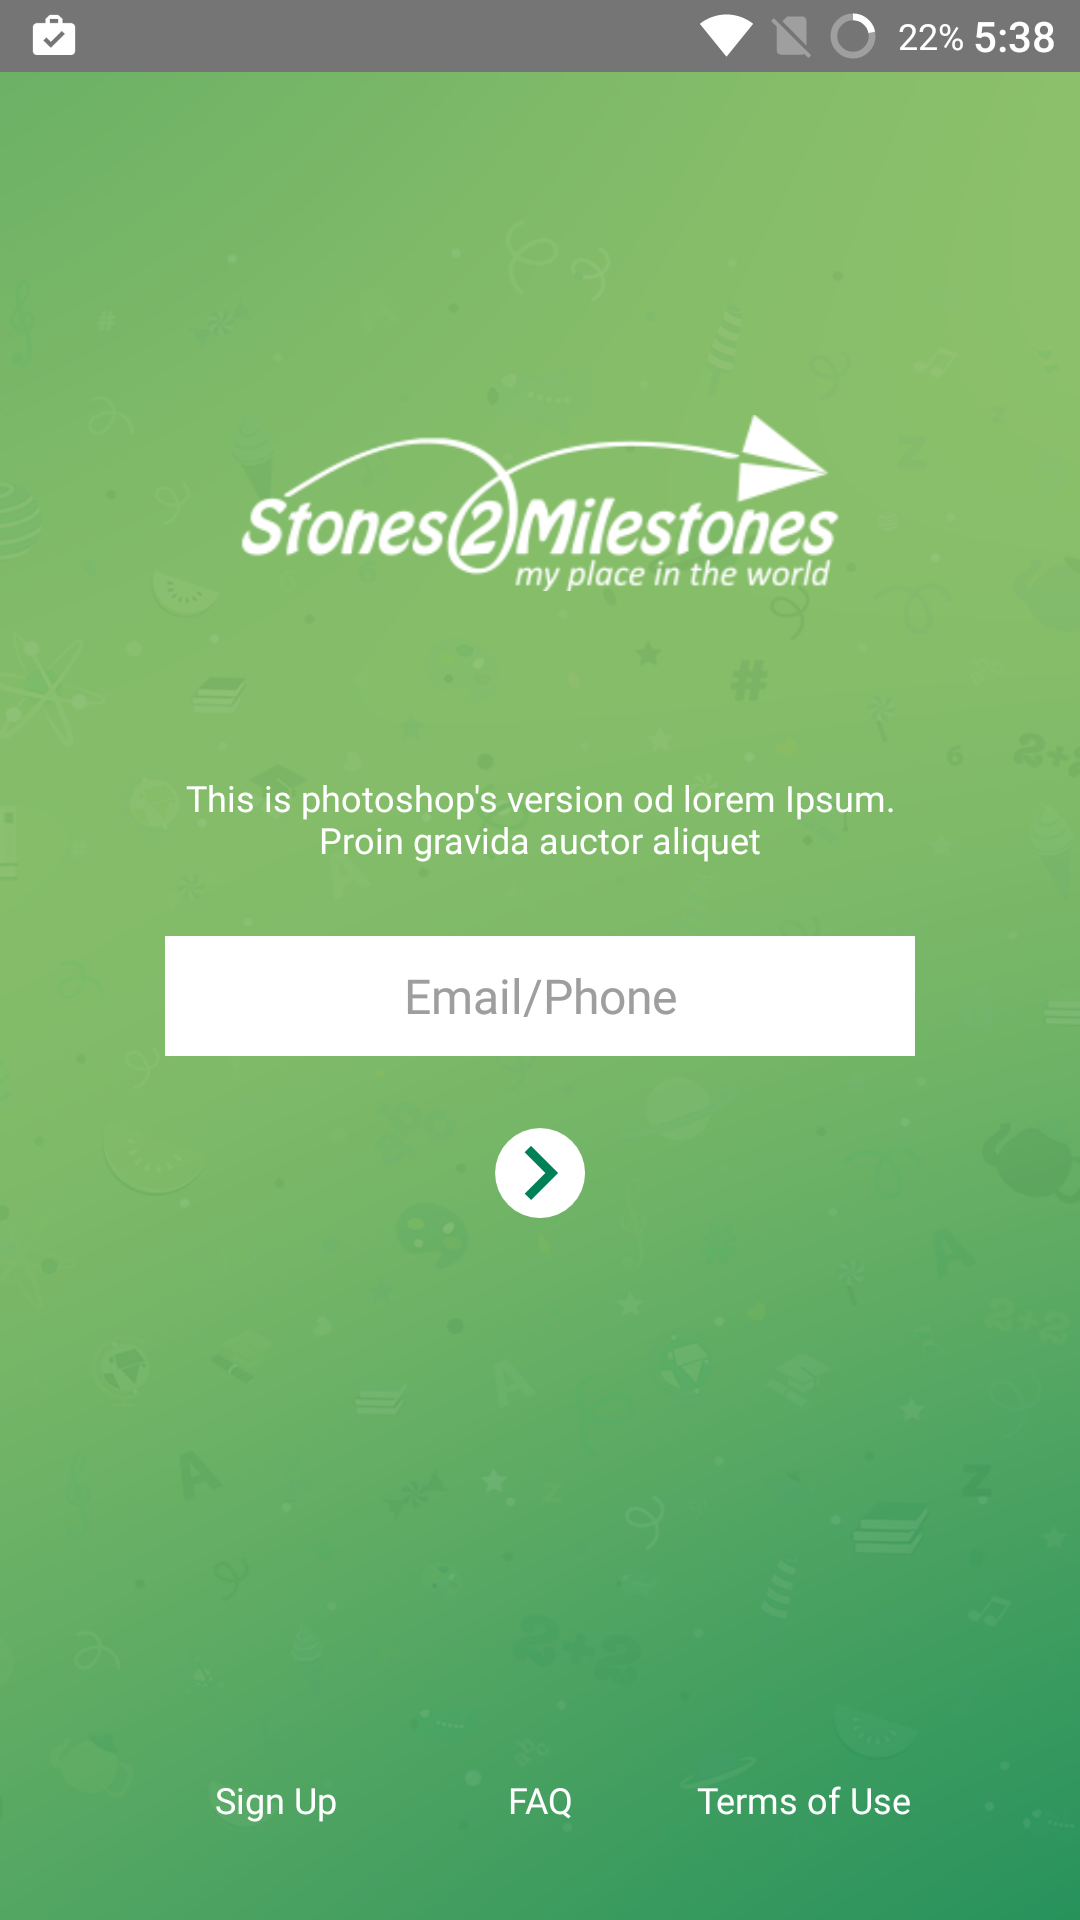 22% 5:38
Stones2Milestones
my place in the world
This is photoshop's version od lorem Ipsum.
Proin gravida auctor aliquet
Email/Phone
Sign Up FAQ Terms of Use